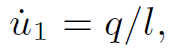 u̇₁ = q/l,